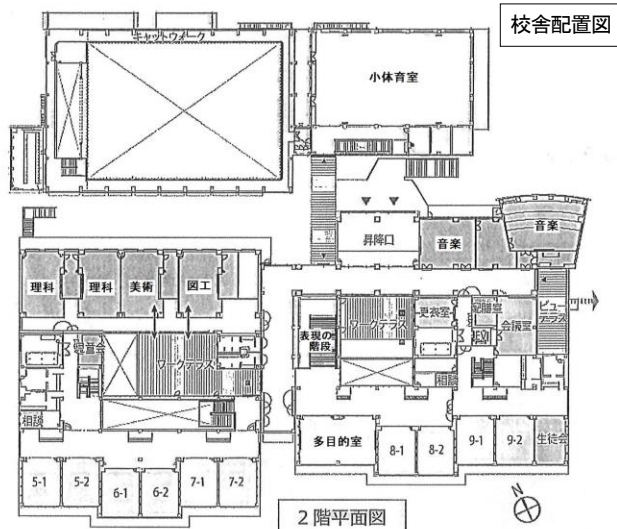 校舎配置図
キャットウォーク
小体育室
昇降口
音楽
音楽
理科
理科
美術
図工
表現の
階段
ワークテラス
更衣室
会議室
ビュー
テラス
ワークテラス
相談
相談
多目的室
8-1
8-2
9-1
9-2
生徒会
5-1
5-2
6-1
6-2
7-1
7-2
2階平面図
N